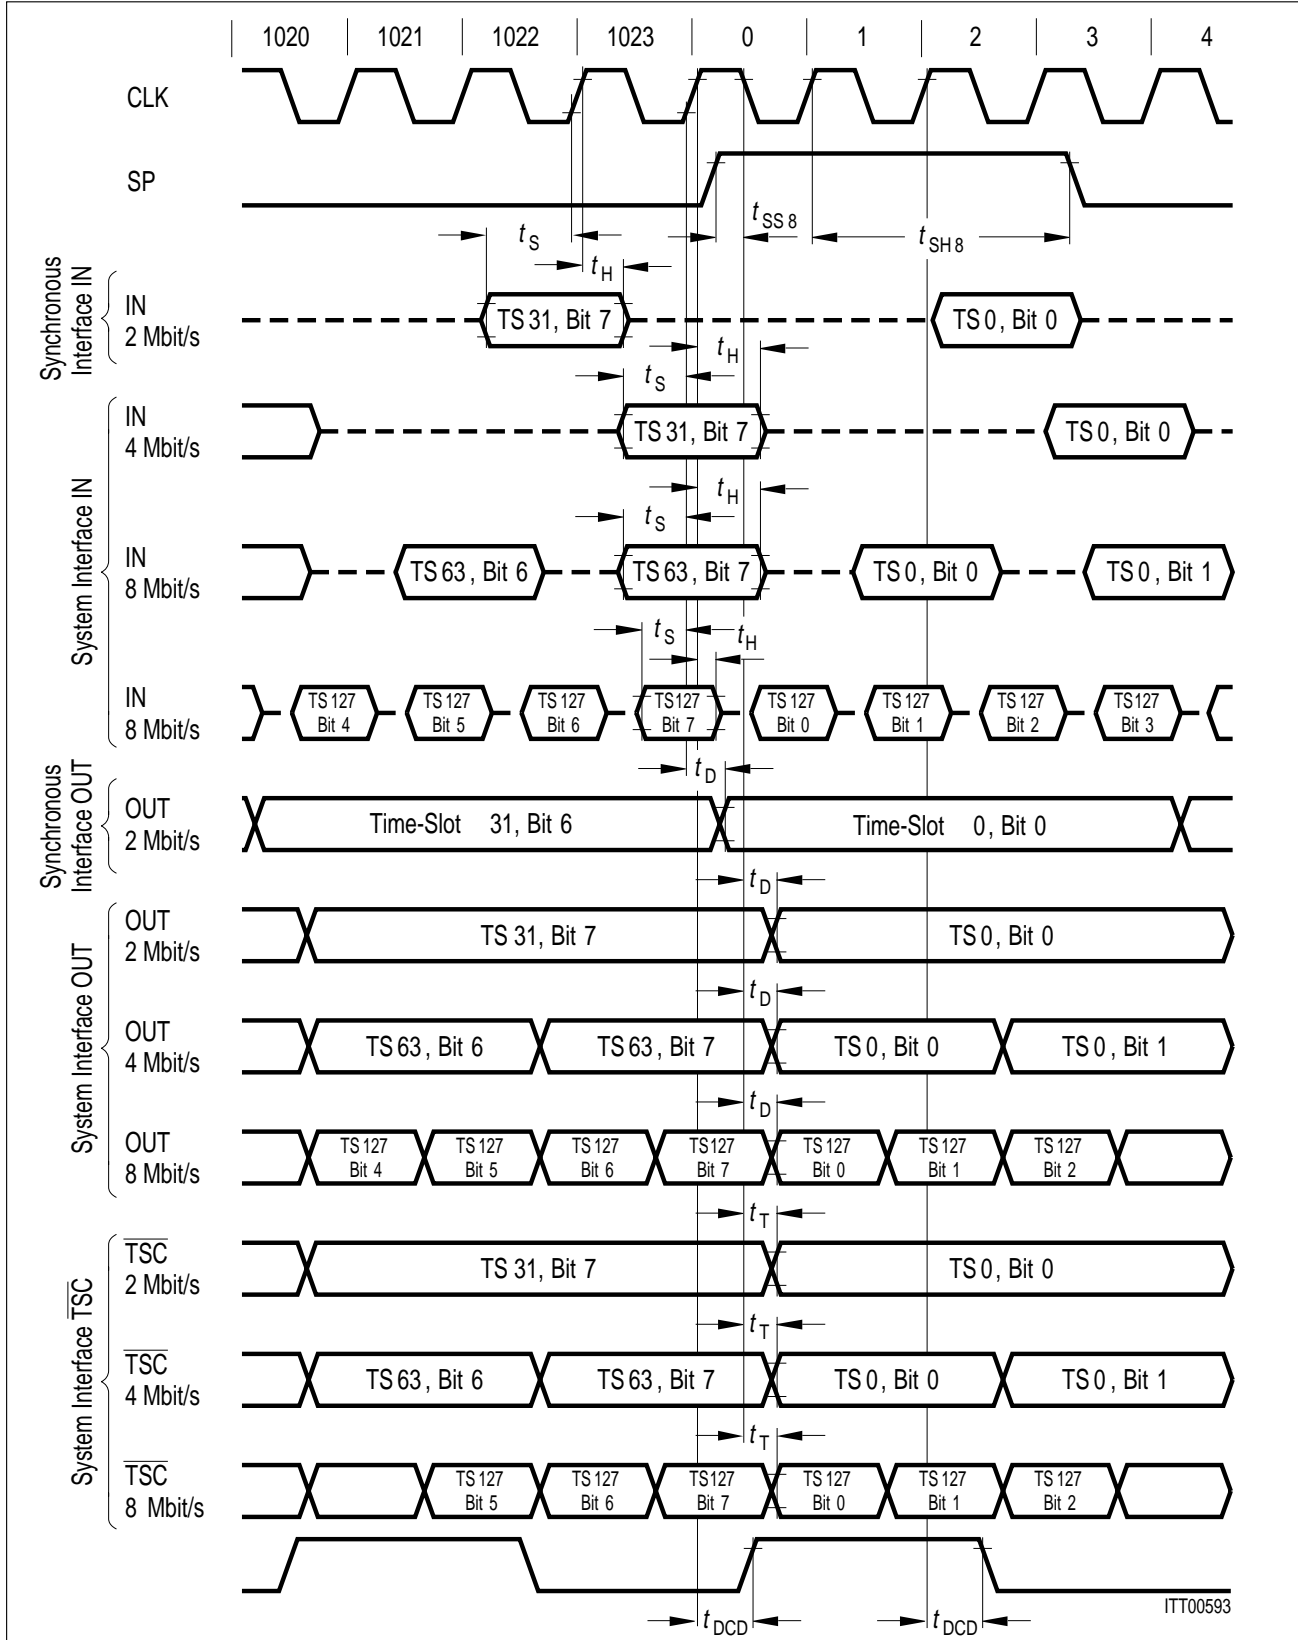 1020 1021 1022 1023 0 1 2 3 4
CLK
SP
tSS 8
tS
tSH 8
tH
Synchronous
Interface IN
IN
2 Mbit/s
TS 31, Bit 7
TS 0, Bit 0
tH
tS
System Interface IN
IN
4 Mbit/s
TS 31, Bit 7
TS 0, Bit 0
tH
tS
IN
8 Mbit/s
TS 63, Bit 6
TS 63, Bit 7
TS 0, Bit 0
TS 0, Bit 1
tS
tH
IN
8 Mbit/s
TS 127
Bit 4
TS 127
Bit 5
TS 127
Bit 6
TS 127
Bit 7
TS 127
Bit 0
TS 127
Bit 1
TS 127
Bit 2
TS 127
Bit 3
tD
Synchronous
Interface OUT
OUT
2 Mbit/s
Time-Slot 31, Bit 6
Time-Slot 0, Bit 0
tD
System Interface OUT
OUT
2 Mbit/s
TS 31, Bit 7
TS 0, Bit 0
tD
OUT
4 Mbit/s
TS 63, Bit 6
TS 63, Bit 7
TS 0, Bit 0
TS 0, Bit 1
tD
OUT
8 Mbit/s
TS 127
Bit 4
TS 127
Bit 5
TS 127
Bit 6
TS 127
Bit 7
TS 127
Bit 0
TS 127
Bit 1
TS 127
Bit 2
tT
System Interface TSC
TSC
2 Mbit/s
TS 31, Bit 7
TS 0, Bit 0
tT
TSC
4 Mbit/s
TS 63, Bit 6
TS 63, Bit 7
TS 0, Bit 0
TS 0, Bit 1
tT
TSC
8 Mbit/s
TS 127
Bit 5
TS 127
Bit 6
TS 127
Bit 7
TS 127
Bit 0
TS 127
Bit 1
TS 127
Bit 2
tDCD
tDCD
ITT00593